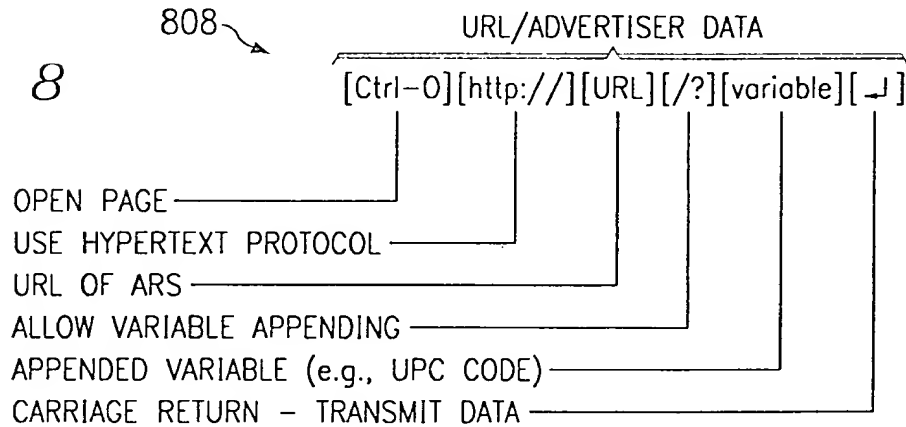 808
URL/ADVERTISER DATA
8
[Ctrl-O][http://][URL][/?][variable][↲]
OPEN PAGE
USE HYPERTEXT PROTOCOL
URL OF ARS
ALLOW VARIABLE APPENDING
APPENDED VARIABLE (e.g., UPC CODE)
CARRIAGE RETURN - TRANSMIT DATA